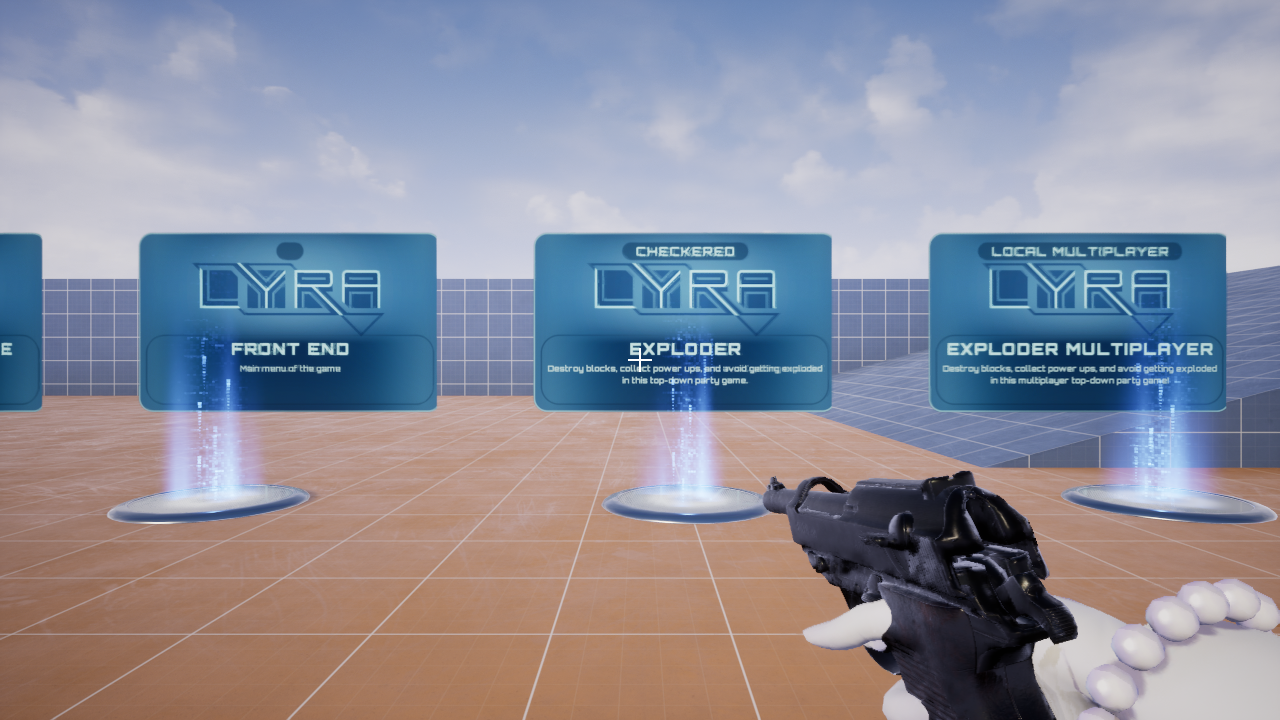 E
LYRA
FRONT END
Main menu of the game
CHECKERED
LYRA
EXPLODER
Destroy blocks, collect power ups, and avoid getting exploded
in this top-down party game.
LOCAL MULTIPLAYER
LYRA
EXPLODER MULTIPLAYER
Destroy blocks, collect power ups, and avoid getting exploded
in this multiplayer top-down party game!